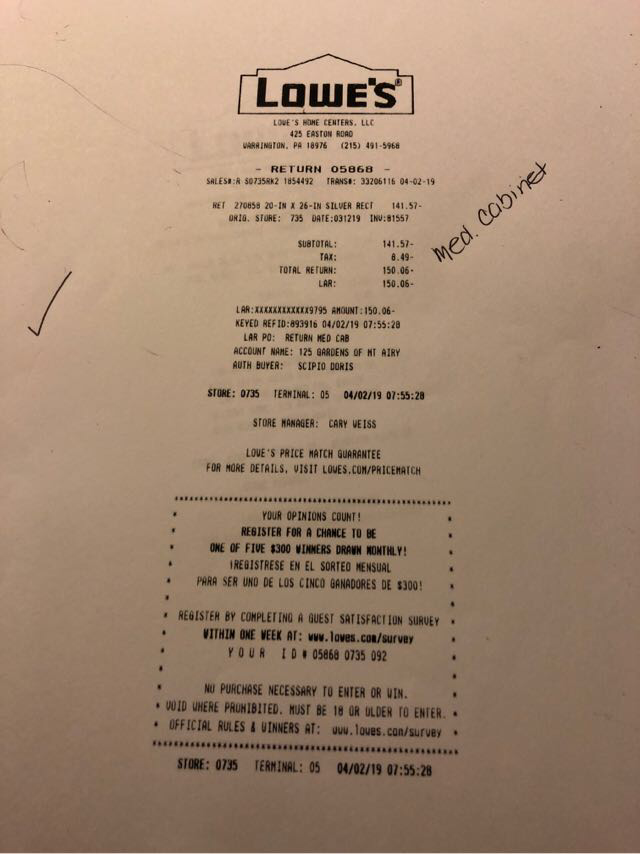 LOWE'S®
LOWE'S HOME CENTERS, LLC
425 EASTON ROAD
WARRINGTON, PA 18976 (215) 491-5968
- RETURN 05868 -
SALES#:R S0735RK2 1854492 TRANS#: 33206116 04-02-19
RET 270858 20-IN X 26-IN SILVER RECT 141.57-
ORIG. STORE: 735 DATE:031219 INV:81557
SUBTOTAL: 141.57-
TAX: 8.49-
TOTAL RETURN: 150.06-
LAR: 150.06-
med. cabinet
LAR:XXXXXXXXXXXX9795 AMOUNT:150.06-
KEYED REFID:893916 04/02/19 07:55:28
LAR PO: RETURN MED CAB
ACCOUNT NAME: 125 GARDENS OF MT AIRY
AUTH BUYER: SCIPIO DORIS
STORE: 0735 TERMINAL: 05 04/02/19 07:55:28
STORE MANAGER: CARY WEISS
LOWE'S PRICE MATCH GUARANTEE
FOR MORE DETAILS, VISIT LOWES.COM/PRICEMATCH
YOUR OPINIONS COUNT!
REGISTER FOR A CHANCE TO BE
ONE OF FIVE $300 WINNERS DRAWN MONTHLY!
¡REGISTRESE EN EL SORTEO MENSUAL
PARA SER UNO DE LOS CINCO GANADORES DE $300!
REGISTER BY COMPLETING A GUEST SATISFACTION SURVEY
WITHIN ONE WEEK AT: www.lowes.com/survey
YOUR ID# 05868 0735 092
NO PURCHASE NECESSARY TO ENTER OR WIN.
VOID WHERE PROHIBITED. MUST BE 18 OR OLDER TO ENTER.
OFFICIAL RULES & WINNERS AT: www.lowes.com/survey
STORE: 0735 TERMINAL: 05 04/02/19 07:55:28